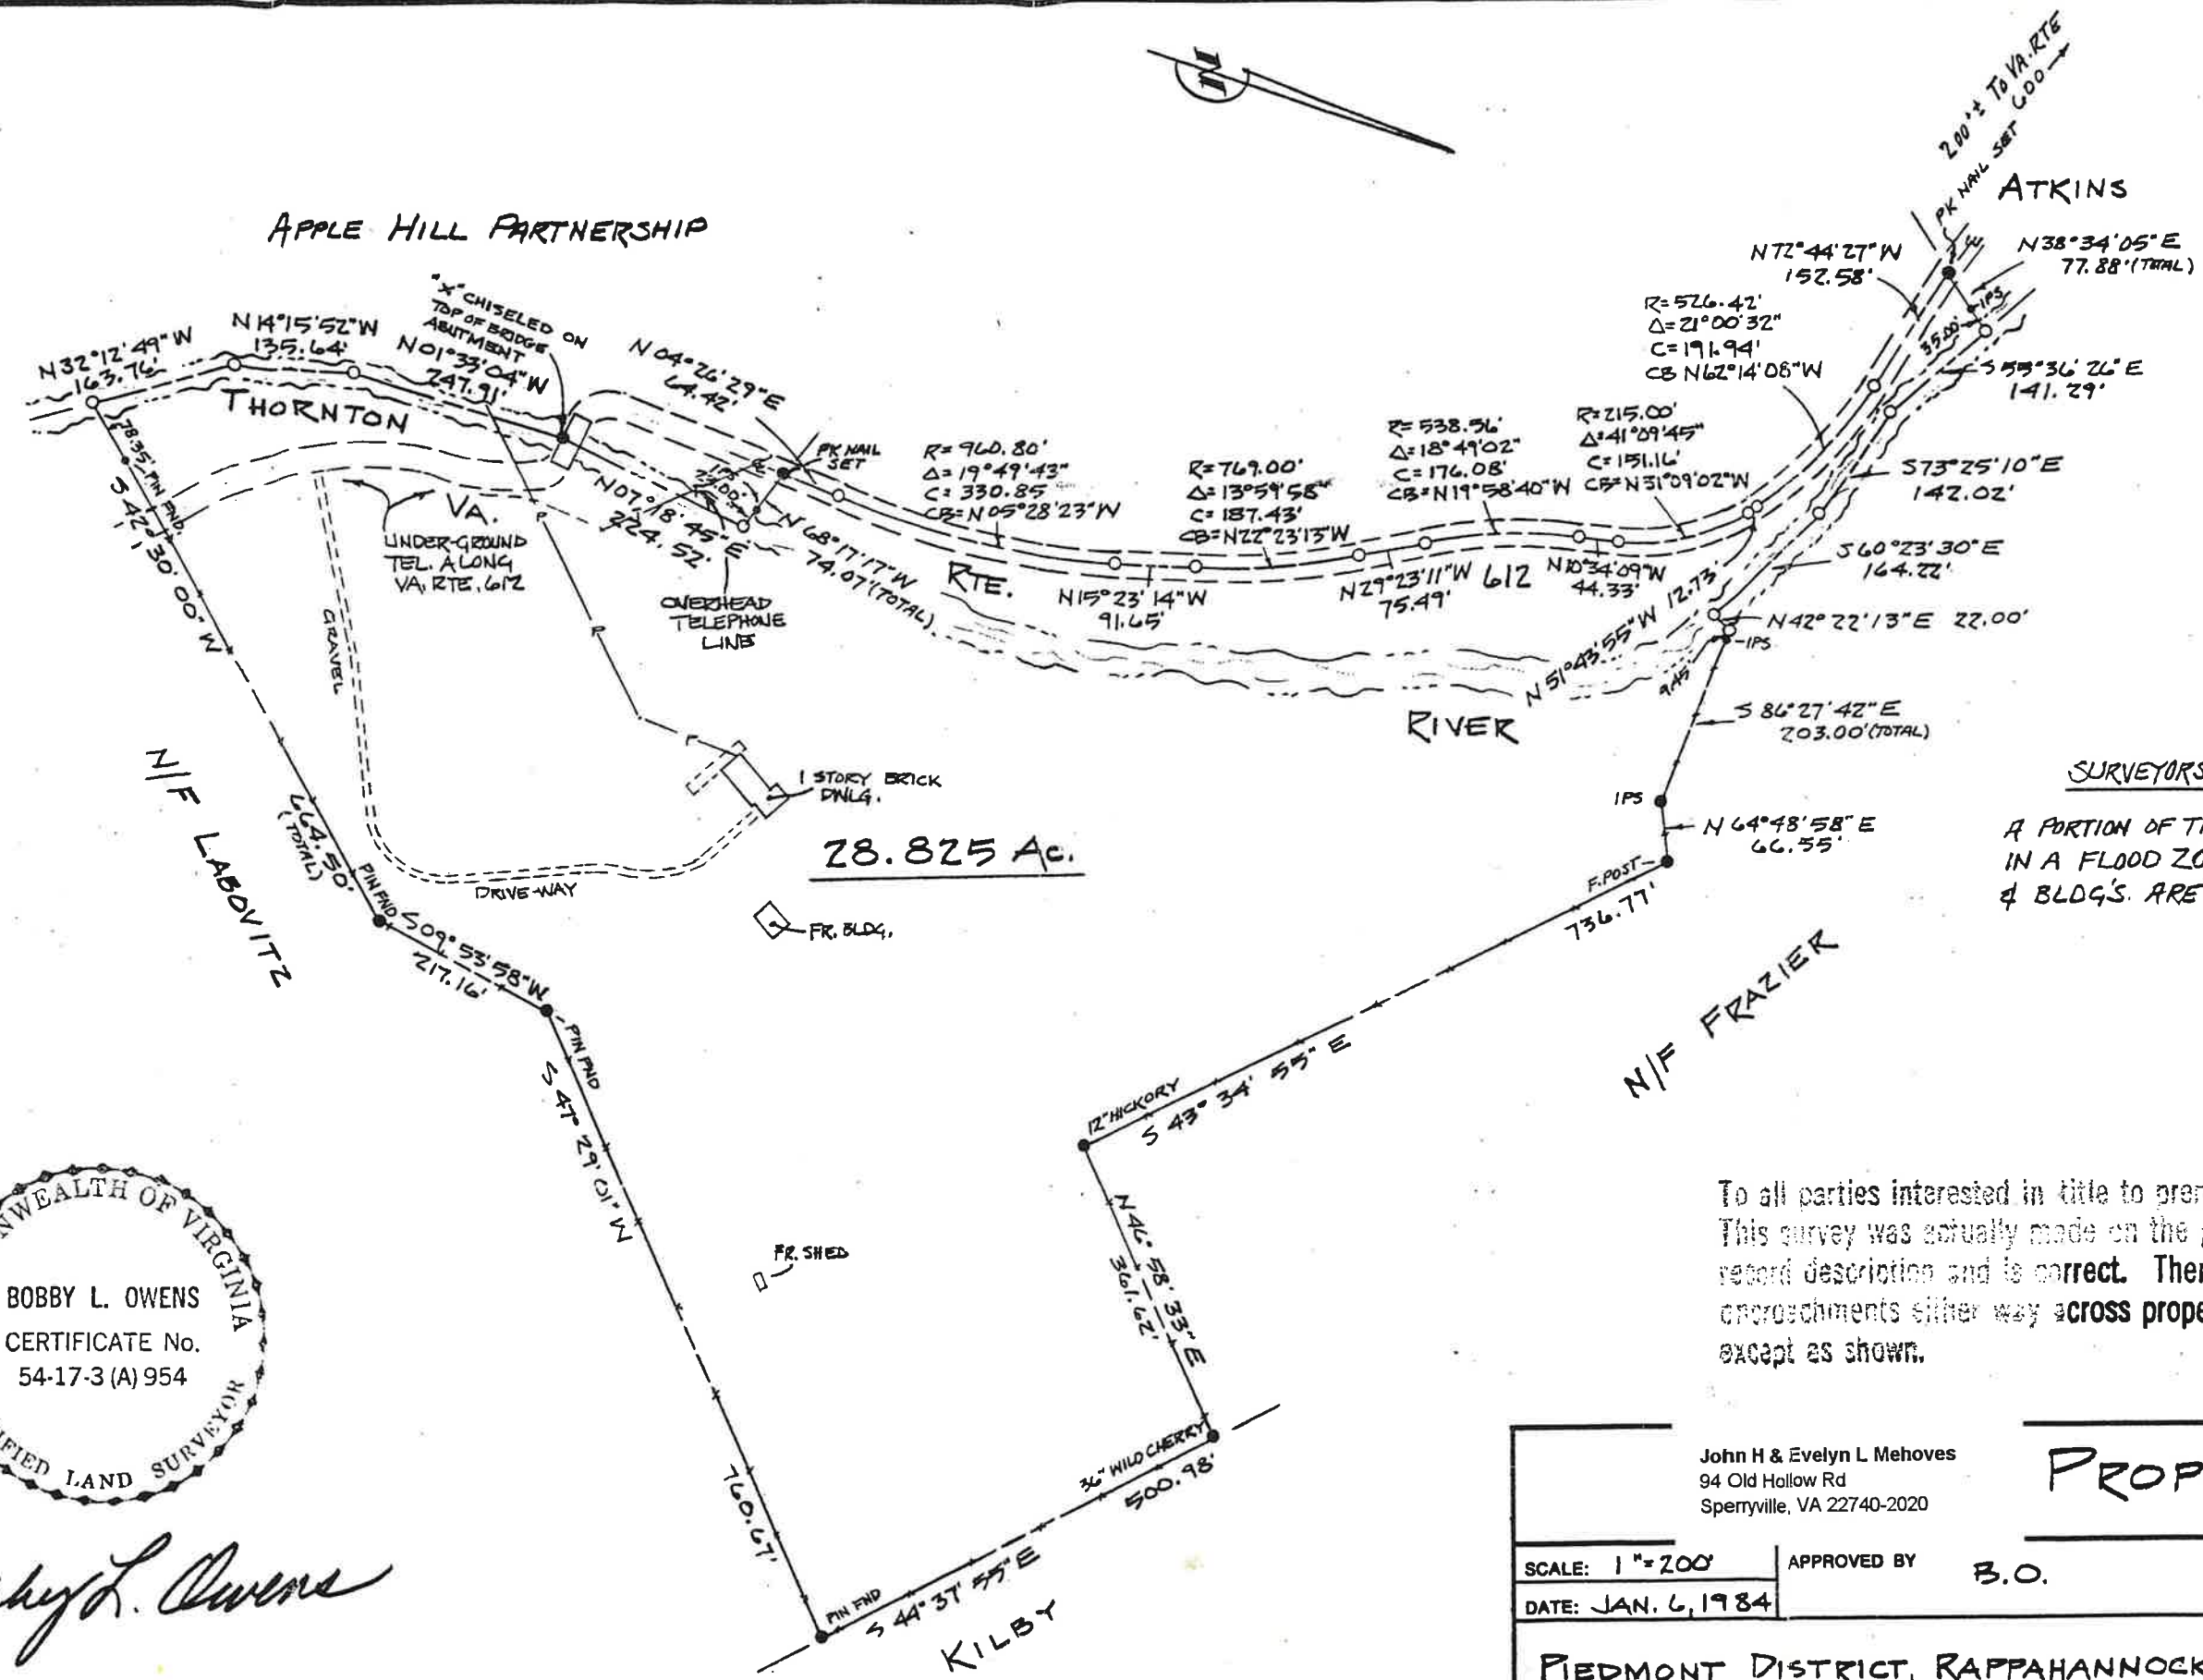 N
200'± TO VA. RTE
600
PK NAIL SET
ATKINS
N38°34'05"E
77.88' (TOTAL)
IPS
35.00'
S55°36'26"E
141.29'
N72°44'27"W
152.58'
R=526.42'
Δ=21°00'32"
C=191.94'
CB N62°14'08"W
APPLE HILL PARTNERSHIP
"X" CHISELED ON
TOP OF BRIDGE
ABUTMENT
N32°12'49"W
163.76'
N14°15'52"W
135.64'
N01°33'04"W
247.91'
N04°26'29"E
64.42'
THORNTON
PK NAIL
SET
R=960.80'
Δ=19°49'43"
C=330.85
CB=N05°28'23"W
R=769.00'
Δ=13°59'58"
C=187.43'
CB=N22°23'13"W
R=538.56'
Δ=18°49'02"
C=176.08'
CB=N19°58'40"W
R=215.00'
Δ=41°09'45"
C=151.16'
CB=N31°09'02"W
S73°25'10"E
142.02'
S60°23'30"E
164.22'
N42°22'13"E 22.00'
IPS
N51°43'55"W 12.73'
78.35'
PIN FND.
S42°30'00"W
VA.
UNDER-GROUND
TEL. ALONG
VA. RTE. 612
N07°18'45"E
224.52'
IPS
N68°17'17"W
74.07' (TOTAL)
OVERHEAD
TELEPHONE
LINE
RTE.
N15°23'14"W
91.65'
N29°23'11"W
75.49'
612
N10°34'09"W
44.33'
RIVER
S86°27'42"E
203.00' (TOTAL)
GRAVEL
DRIVE-WAY
1 STORY BRICK
DWLG.
28.825 Ac.
FR. BLDG.
N/F LABOVITZ
664.50'
(TOTAL)
PIN FND
S09°53'58"W
217.16'
PIN FND
S47°29'01"W
760.67'
IPS
N64°48'58"E
66.55'
F. POST
736.77'
SURVEYORS
A PORTION OF
IN A FLOOD
& BLDG'S. ARE
N/F FRAZIER
12" HICKORY
S43°34'55"E
N46°58'33"E
361.62'
FR. SHED
36" WILD CHERRY
500.98'
PIN FND
S44°37'55"E
KILBY
WEALTH OF VIRGINIA
BOBBY L. OWENS
CERTIFICATE No.
54-17-3 (A) 954
LAND SURVEYOR
L. Owens
To all parties interested in title to
This survey was actually made on the
record description and is correct.
encroachments either way across
except as shown.
John H & Evelyn L Mehoves
94 Old Hollow Rd
Sperryville, VA 22740-2020
SCALE: 1"=200'
APPROVED BY
B.O.
DATE: JAN. 6, 1984
PIEDMONT DISTRICT, RAPPAHANNOCK